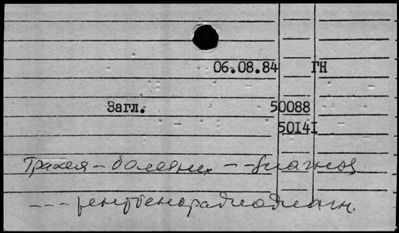 06.08.84 ГН
Загл. 50088
50141
Трахея - болезни - - диагноз
- - - рентгенорадиодиагн.